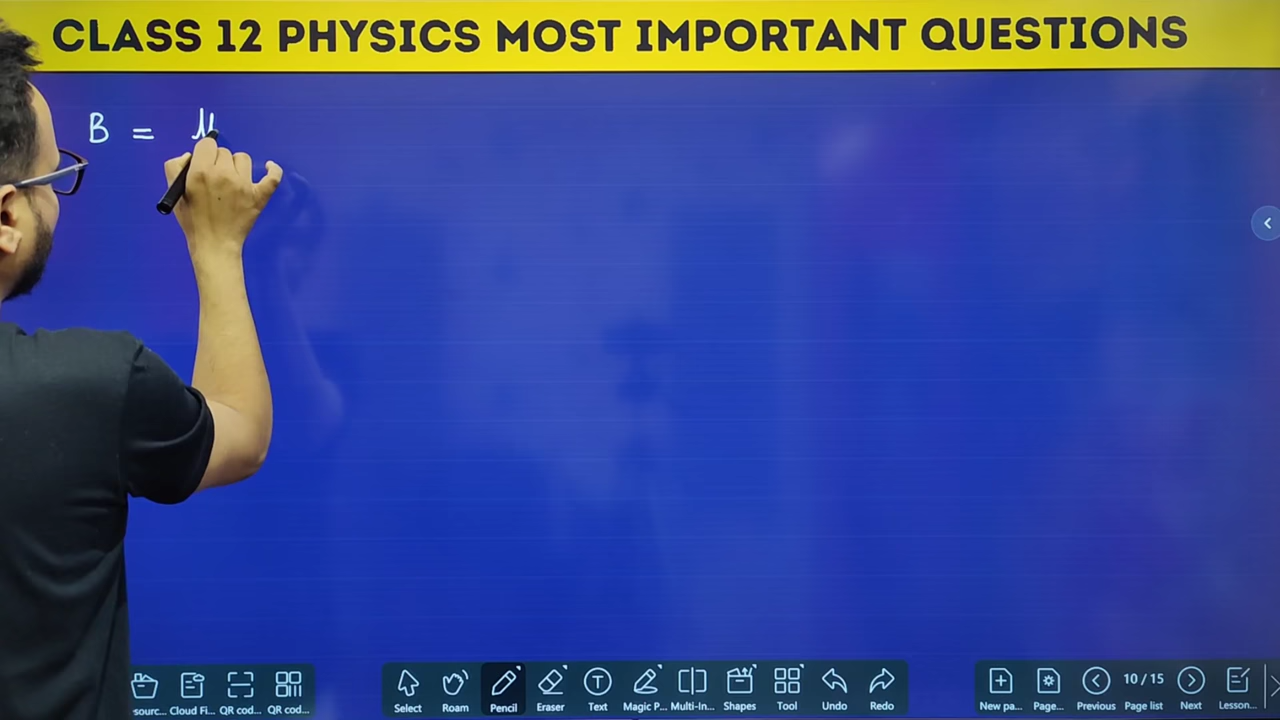 CLASS 12 PHYSICS MOST IMPORTANT QUESTIONS
B = μ
Select
Roam
Pencil
Eraser
Text
Magic P...
Multi-In...
Shapes
Tool
Undo
Redo
sourc...
Cloud Fi...
QR cod...
QR cod...
New pa...
Page...
Previous
10 / 15
Page list
Next
Lesson...